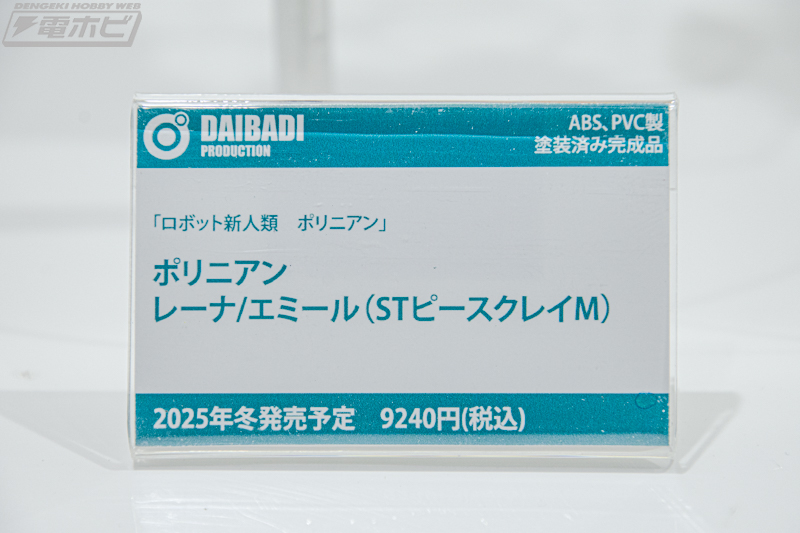 DENGEKI HOBBY WEB
電ホビ
DAIBADI
PRODUCTION
ABS、PVC製
塗装済み完成品
「ロボット新人類　ポリニアン」
ポリニアン
レーナ/エミール（STピースクレイM）
2025年冬発売予定　9240円(税込)